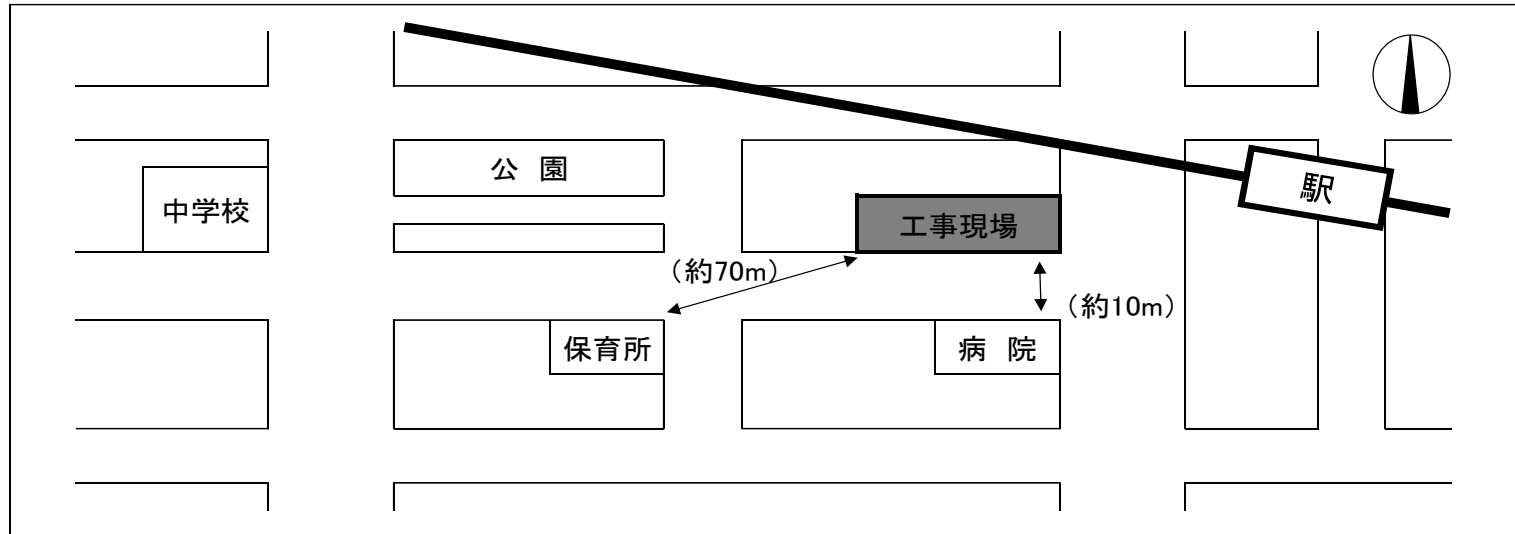 公 園
中学校
駅
工事現場
(約70m)
(約10m)
保育所
病 院